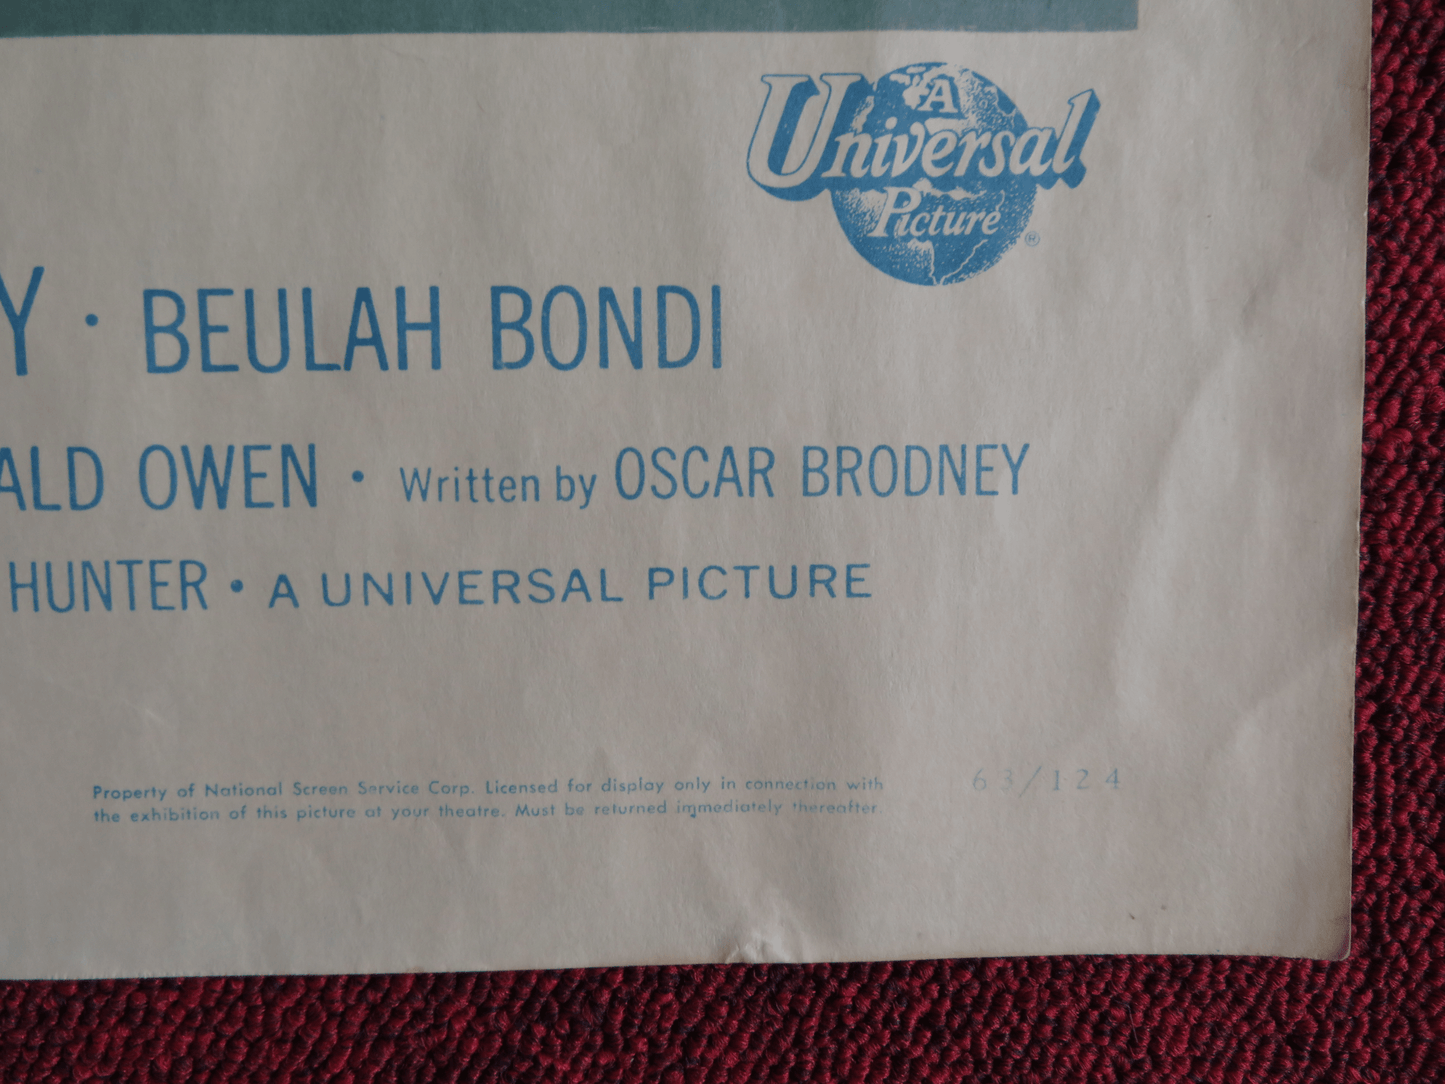 A
Universal
Picture
®
Y · BEULAH BONDI
ALD OWEN · Written by OSCAR BRODNEY
HUNTER • A UNIVERSAL PICTURE
Property of National Screen Service Corp. Licensed for display only in connection with
the exhibition of this picture at your theatre. Must be returned immediately thereafter.
63/124